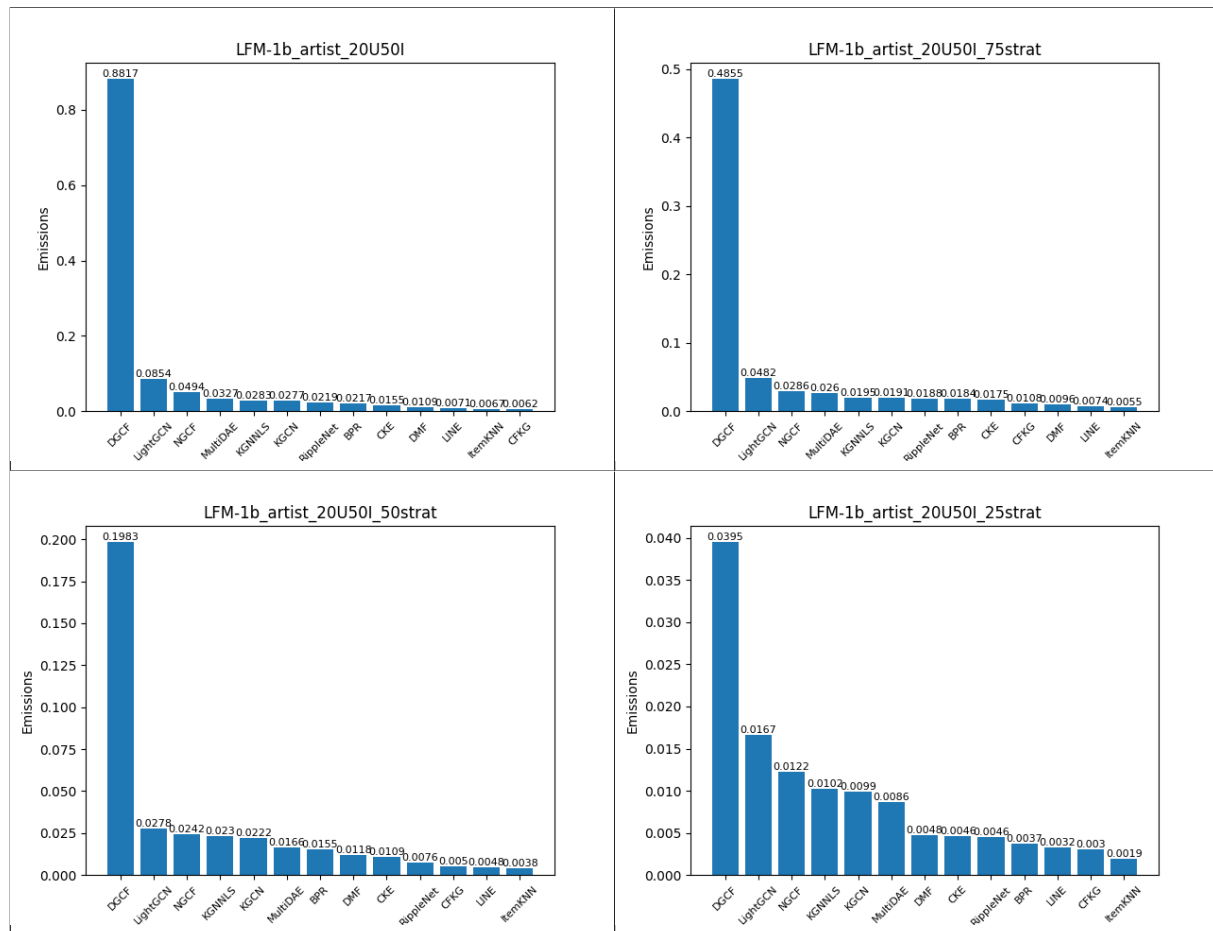 LFM-1b_artist_20U50I
Emissions
0.8
0.6
0.4
0.2
0.0
0.8817
0.0854
0.0494
0.0327
0.0283
0.0277
0.0219
0.0217
0.0155
0.0109
0.0071
0.0067
0.0062
DGCF
LightGCN
NGCF
MultiDAE
KGNNLS
KGCN
RippleNet
BPR
CKE
DMF
LINE
ItemKNN
CFKG
LFM-1b_artist_20U50I_75strat
Emissions
0.5
0.4
0.3
0.2
0.1
0.0
0.4855
0.0482
0.0286
0.026
0.0195
0.0191
0.0188
0.0184
0.0175
0.0108
0.0096
0.0074
0.0055
DGCF
LightGCN
NGCF
MultiDAE
KGNNLS
KGCN
RippleNet
BPR
CKE
CFKG
DMF
LINE
ItemKNN
LFM-1b_artist_20U50I_50strat
Emissions
0.200
0.175
0.150
0.125
0.100
0.075
0.050
0.025
0.000
0.1983
0.0278
0.0242
0.023
0.0222
0.0166
0.0155
0.0118
0.0109
0.0076
0.005
0.0048
0.0038
DGCF
LightGCN
NGCF
KGNNLS
KGCN
MultiDAE
BPR
DMF
CKE
RippleNet
CFKG
LINE
ItemKNN
LFM-1b_artist_20U50I_25strat
Emissions
0.040
0.035
0.030
0.025
0.020
0.015
0.010
0.005
0.000
0.0395
0.0167
0.0122
0.0102
0.0099
0.0086
0.0048
0.0046
0.0046
0.0037
0.0032
0.003
0.0019
DGCF
LightGCN
NGCF
KGNNLS
KGCN
MultiDAE
DMF
CKE
RippleNet
BPR
LINE
CFKG
ItemKNN